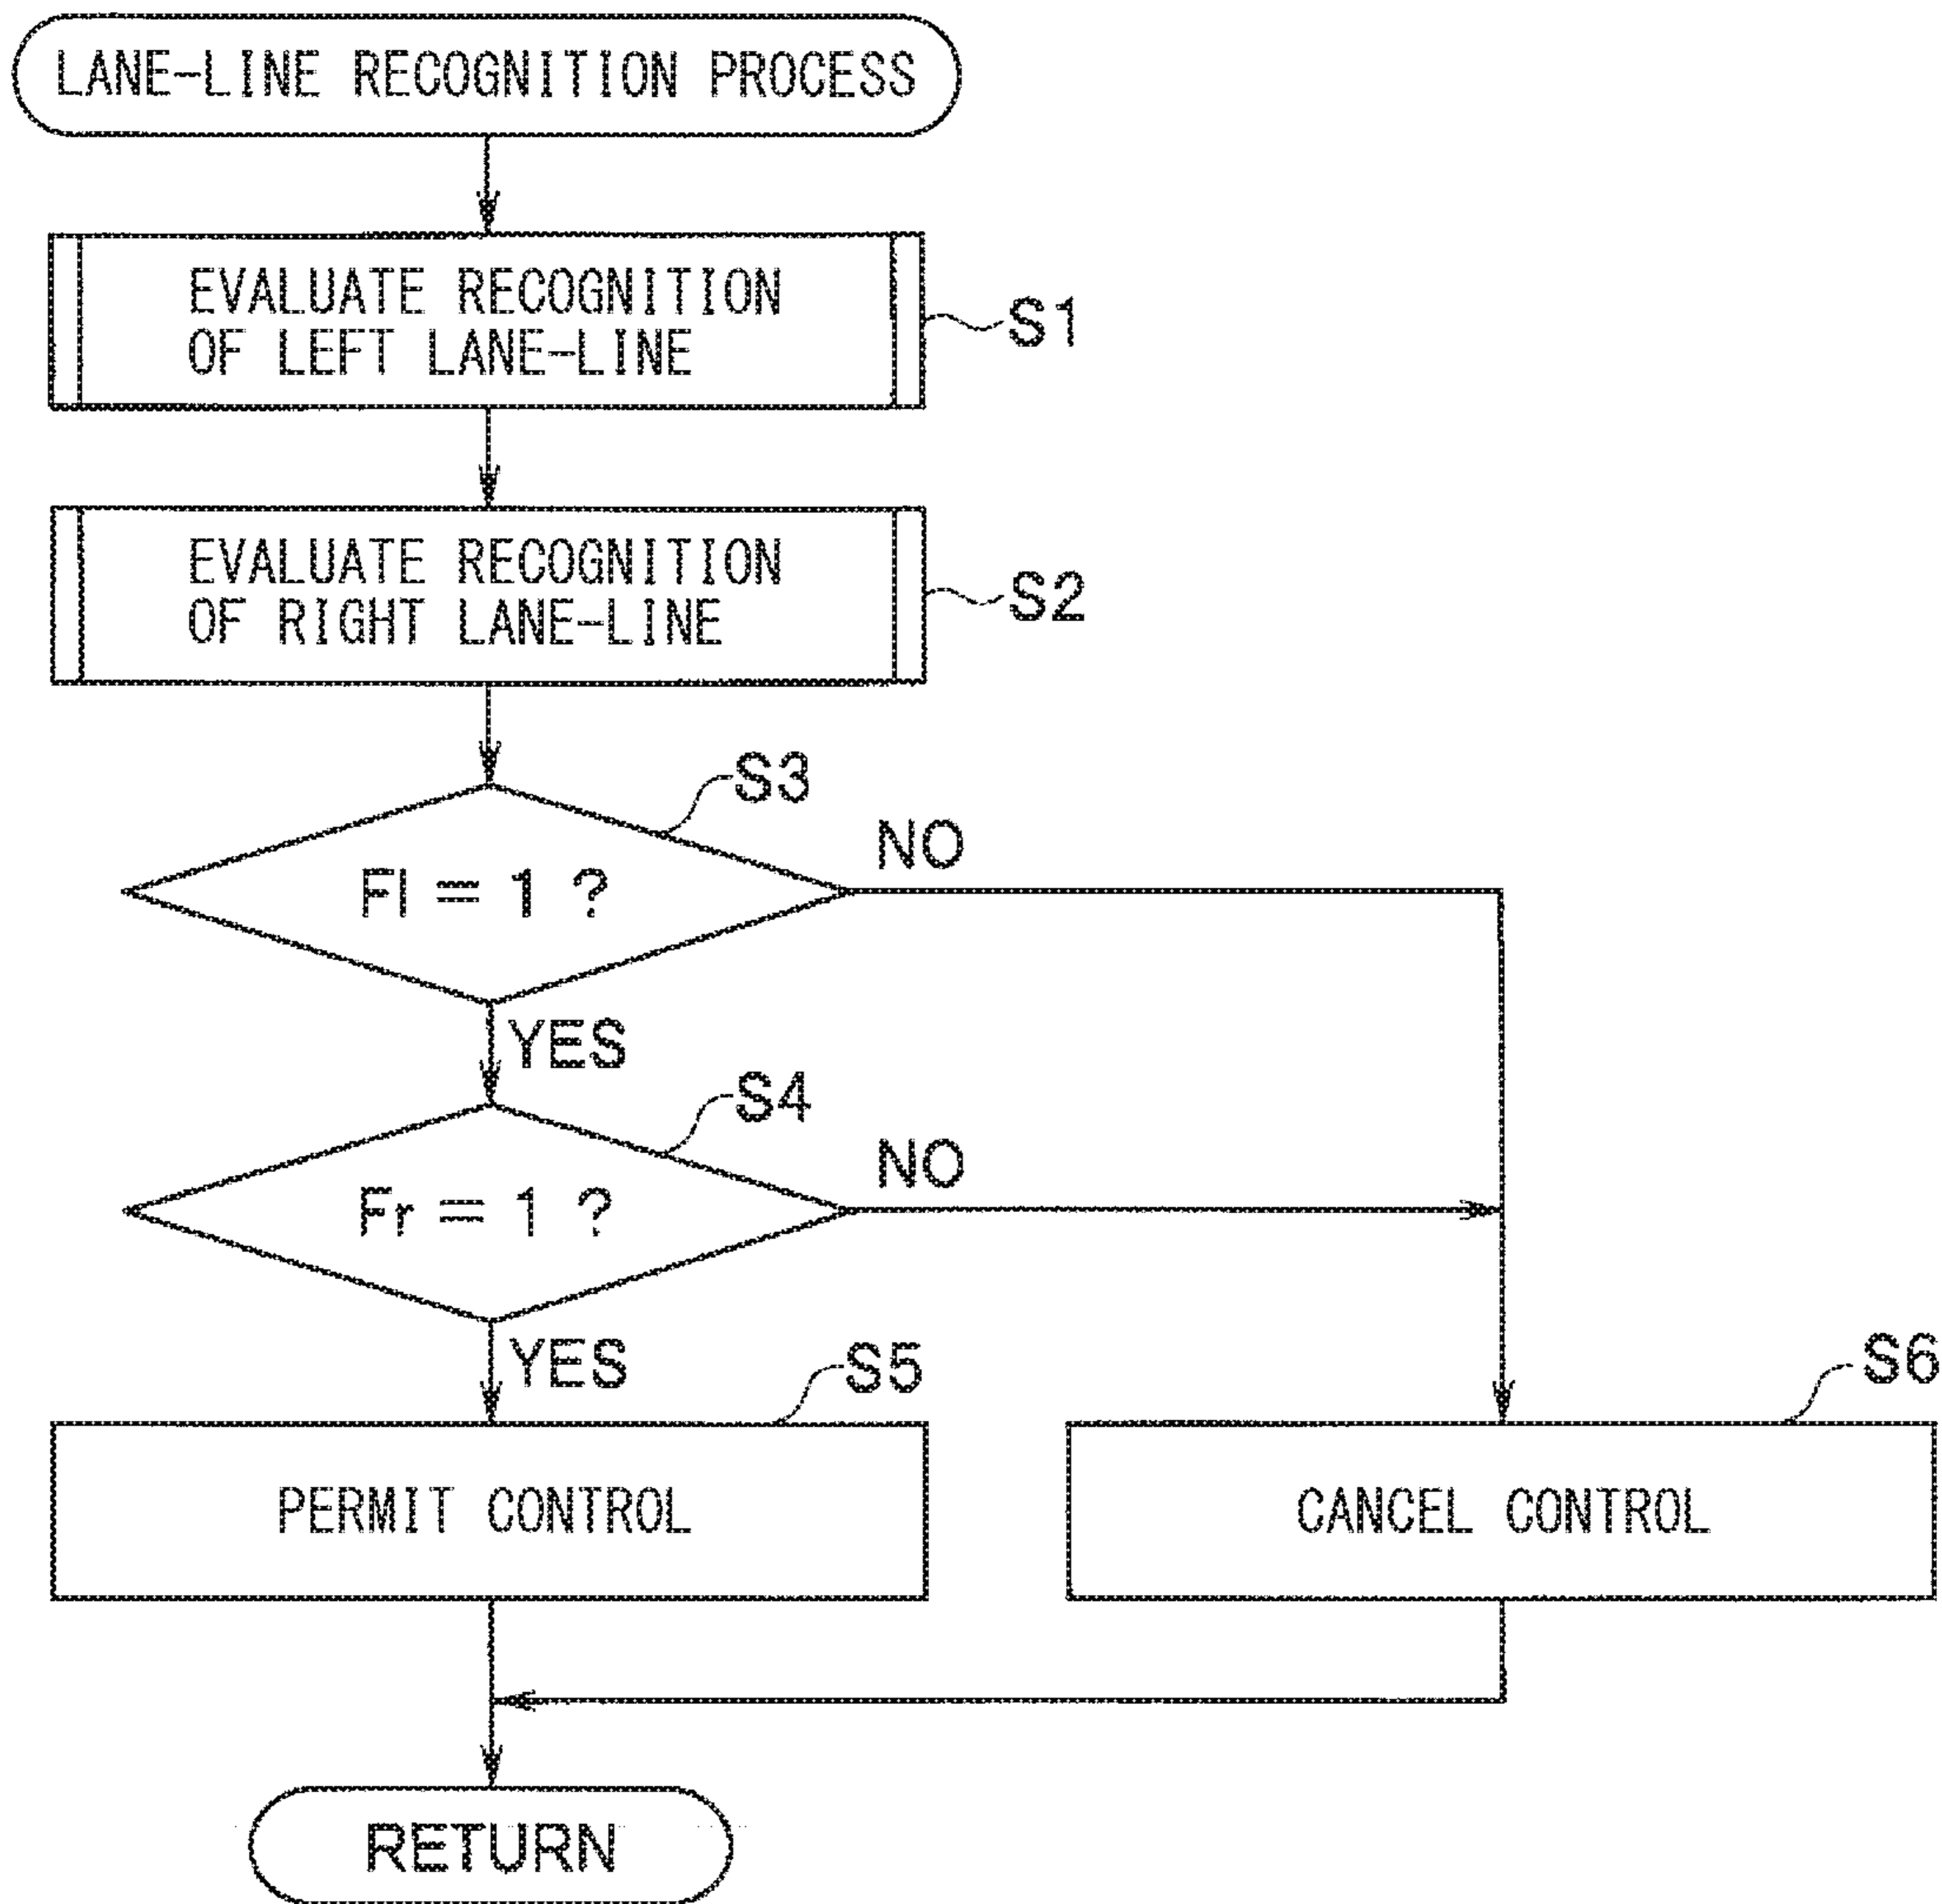 LANE-LINE RECOGNITION PROCESS
EVALUATE RECOGNITION
OF LEFT LANE-LINE
S1
EVALUATE RECOGNITION
OF RIGHT LANE-LINE
S2
S3
Fl = 1 ?
NO
YES
S4
Fr = 1 ?
NO
YES
S5
PERMIT CONTROL
S6
CANCEL CONTROL
RETURN